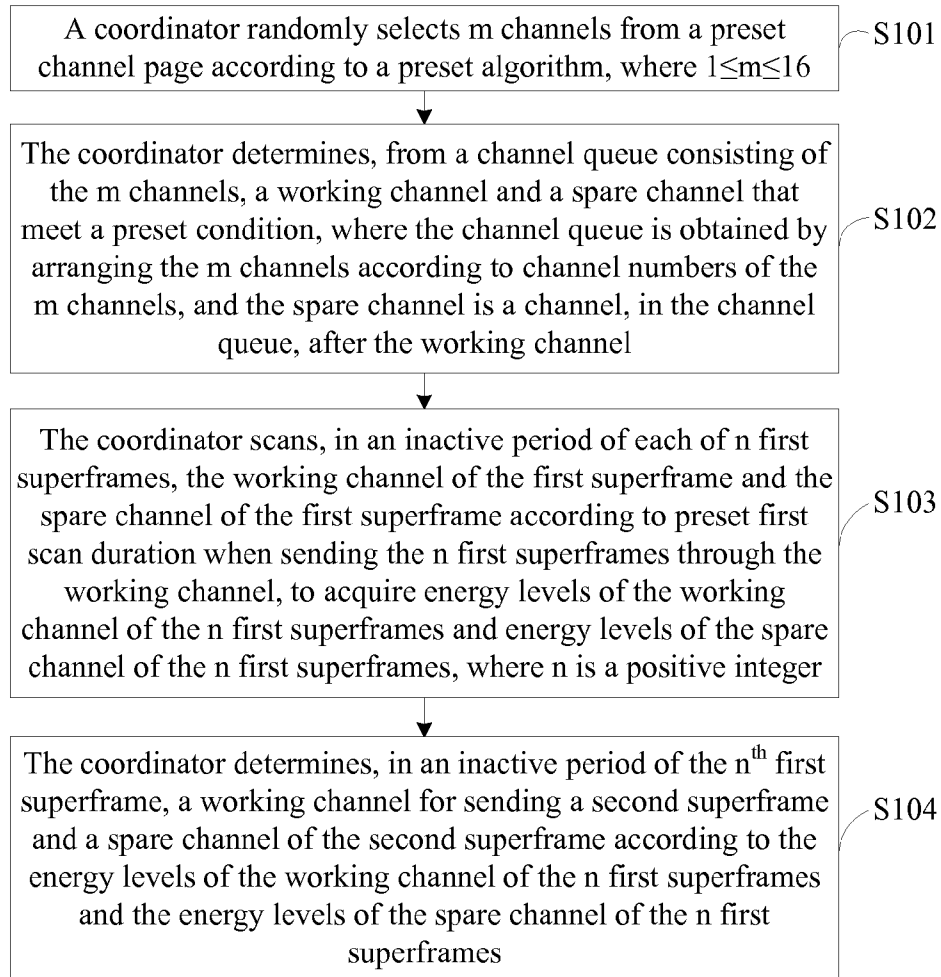 A coordinator randomly selects m channels from a preset
channel page according to a preset algorithm, where 1≤m≤16
S101
The coordinator determines, from a channel queue consisting of
the m channels, a working channel and a spare channel that
meet a preset condition, where the channel queue is obtained by
arranging the m channels according to channel numbers of the
m channels, and the spare channel is a channel, in the channel
queue, after the working channel
S102
The coordinator scans, in an inactive period of each of n first
superframes, the working channel of the first superframe and the
spare channel of the first superframe according to preset first
scan duration when sending the n first superframes through the
working channel, to acquire energy levels of the working
channel of the n first superframes and energy levels of the spare
channel of the n first superframes, where n is a positive integer
S103
The coordinator determines, in an inactive period of the nth first
superframe, a working channel for sending a second superframe
and a spare channel of the second superframe according to the
energy levels of the working channel of the n first superframes
and the energy levels of the spare channel of the n first
superframes
S104